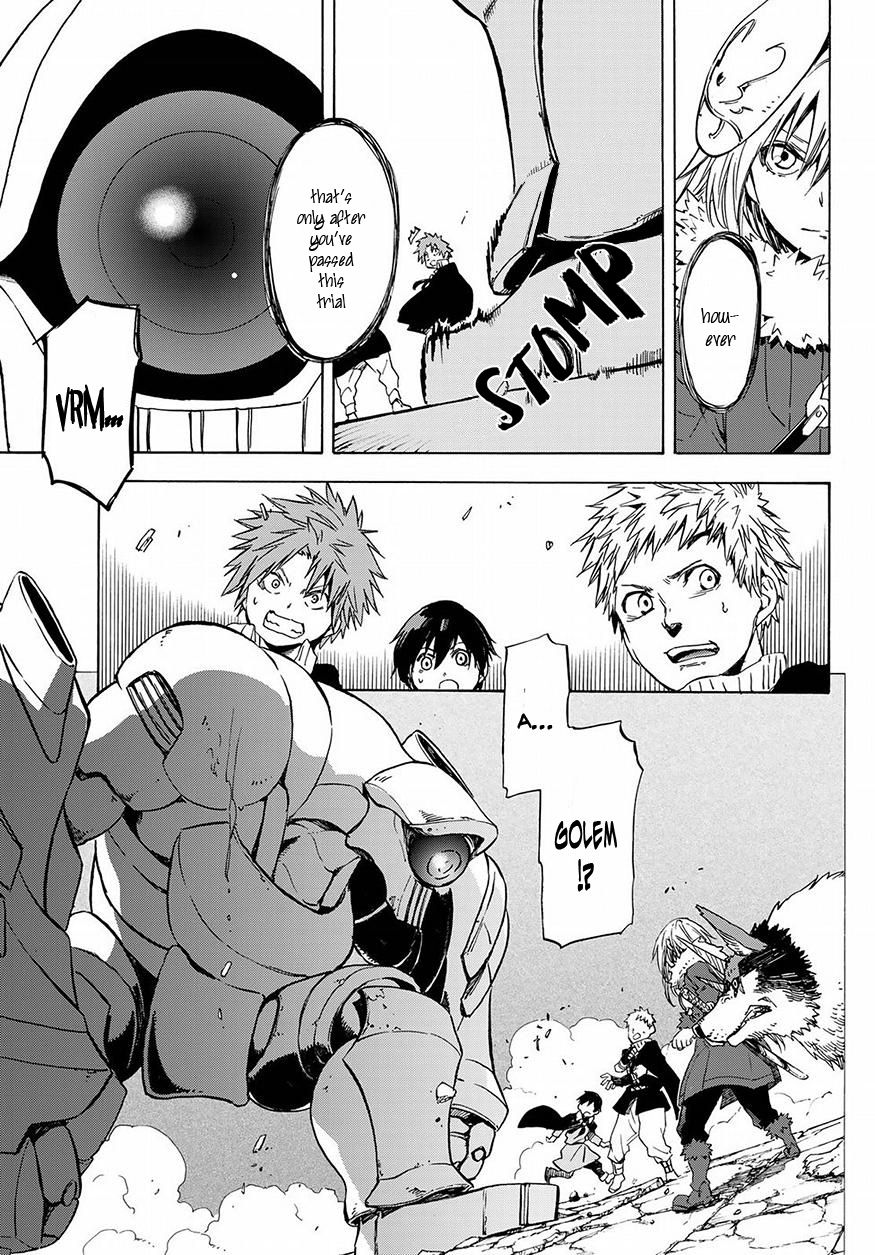 how-
ever
STOMP
that's
only after
you've
passed
this
trial
VRM...
A...
GOLEM
!?